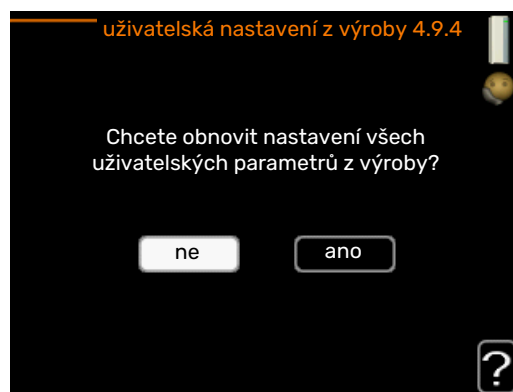 uživatelská nastavení z výroby 4.9.4
Chcete obnovit nastavení všech
uživatelských parametrů z výroby?
ne
ano
?